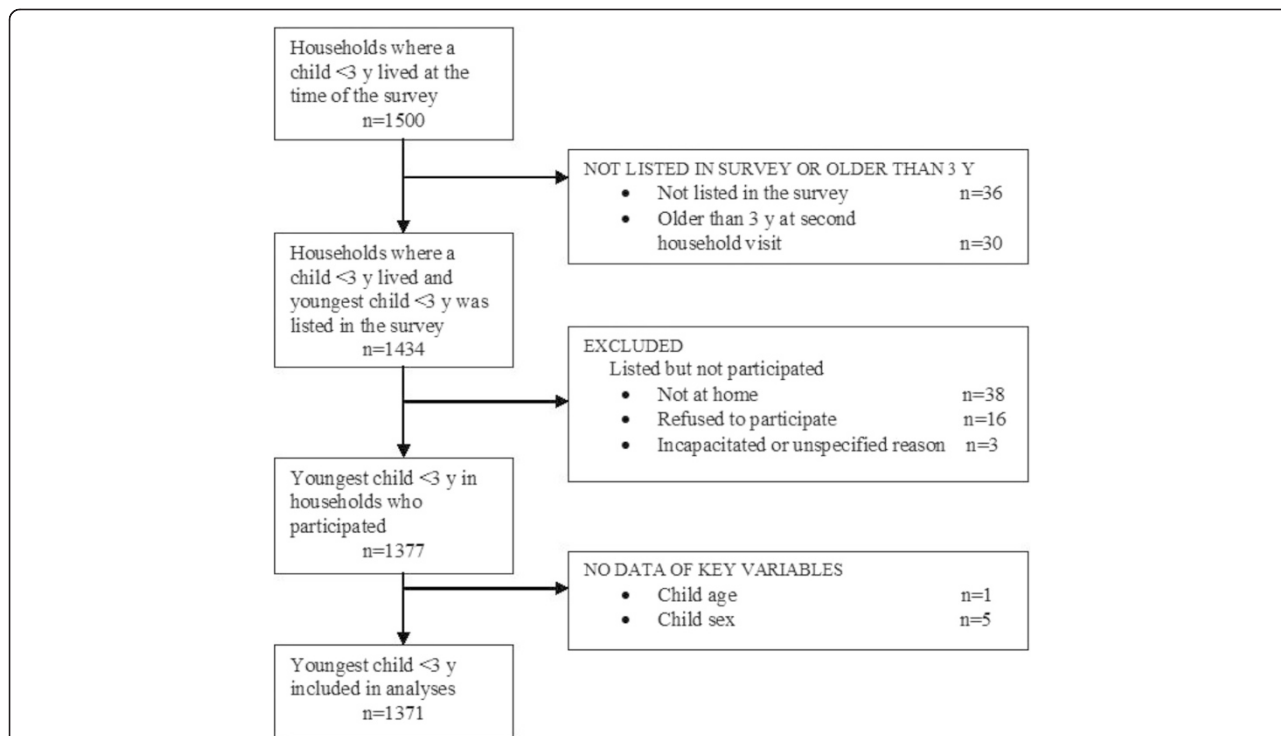 Households where a
child <3 y lived at the
time of the survey
n=1500
NOT LISTED IN SURVEY OR OLDER THAN 3 Y
• Not listed in the survey n=36
• Older than 3 y at second
household visit n=30
Households where a
child <3 y lived and
youngest child <3 y was
listed in the survey
n=1434
EXCLUDED
Listed but not participated
• Not at home n=38
• Refused to participate n=16
• Incapacitated or unspecified reason n=3
Youngest child <3 y in
households who
participated
n=1377
NO DATA OF KEY VARIABLES
• Child age n=1
• Child sex n=5
Youngest child <3 y
included in analyses
n=1371